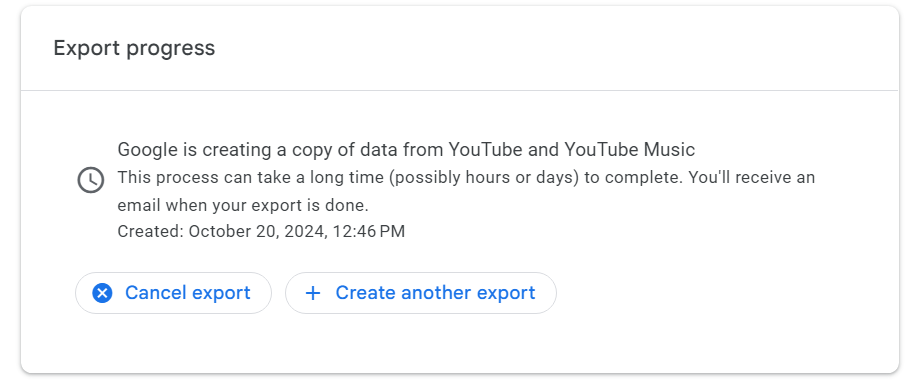 Export progress
Google is creating a copy of data from YouTube and YouTube Music
This process can take a long time (possibly hours or days) to complete. You'll receive an
email when your export is done.
Created: October 20, 2024, 12:46 PM
Cancel export
Create another export